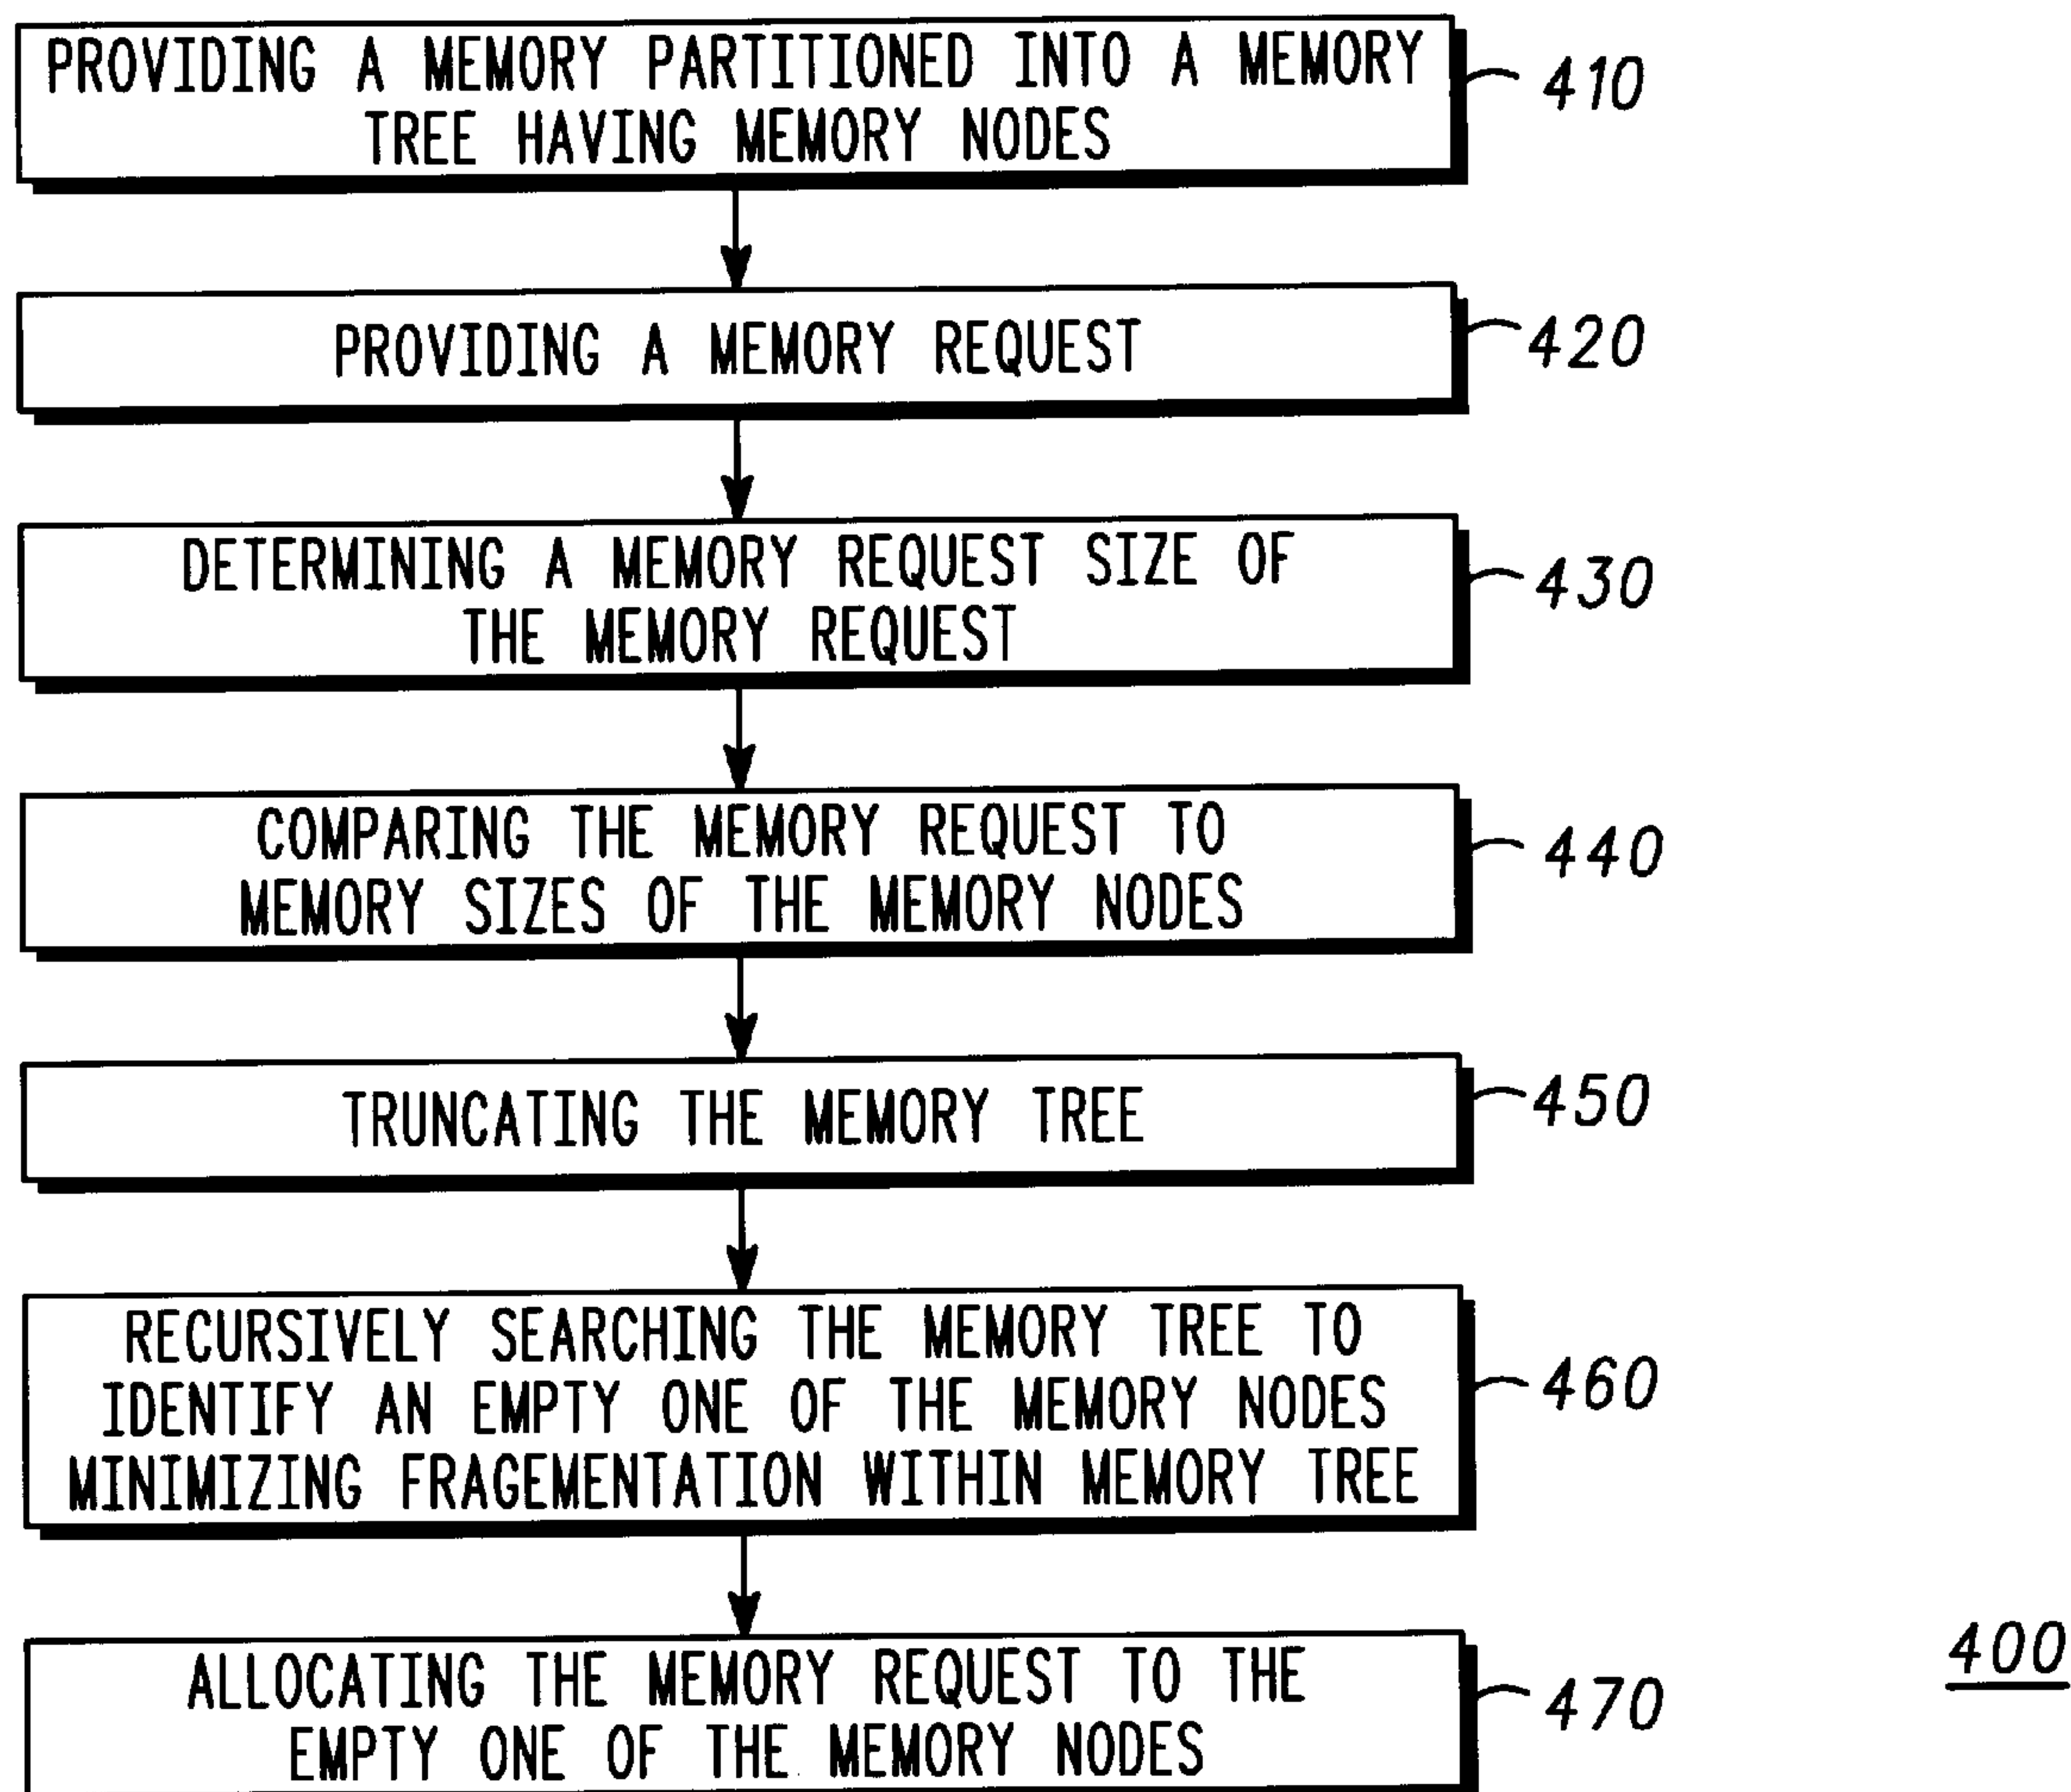 PROVIDING A MEMORY PARTITIONED INTO A MEMORY
TREE HAVING MEMORY NODES
410
PROVIDING A MEMORY REQUEST
420
DETERMINING A MEMORY REQUEST SIZE OF
THE MEMORY REQUEST
430
COMPARING THE MEMORY REQUEST TO
MEMORY SIZES OF THE MEMORY NODES
440
TRUNCATING THE MEMORY TREE
450
RECURSIVELY SEARCHING THE MEMORY TREE TO
IDENTIFY AN EMPTY ONE OF THE MEMORY NODES
MINIMIZING FRAGEMENTATION WITHIN MEMORY TREE
460
ALLOCATING THE MEMORY REQUEST TO THE
EMPTY ONE OF THE MEMORY NODES
470
400